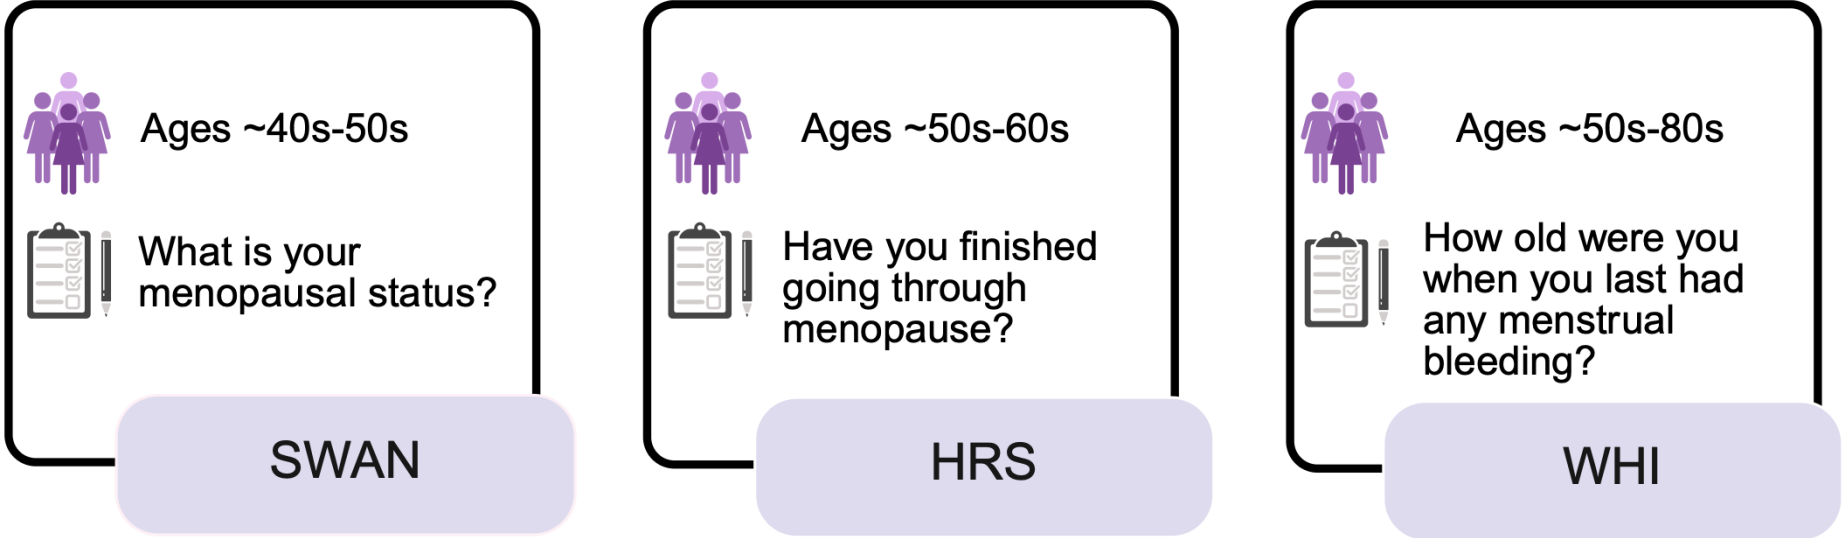 Ages ~40s-50s
What is your
menopausal status?
SWAN
Ages ~50s-60s
Have you finished
going through
menopause?
HRS
Ages ~50s-80s
How old were you
when you last had
any menstrual
bleeding?
WHI